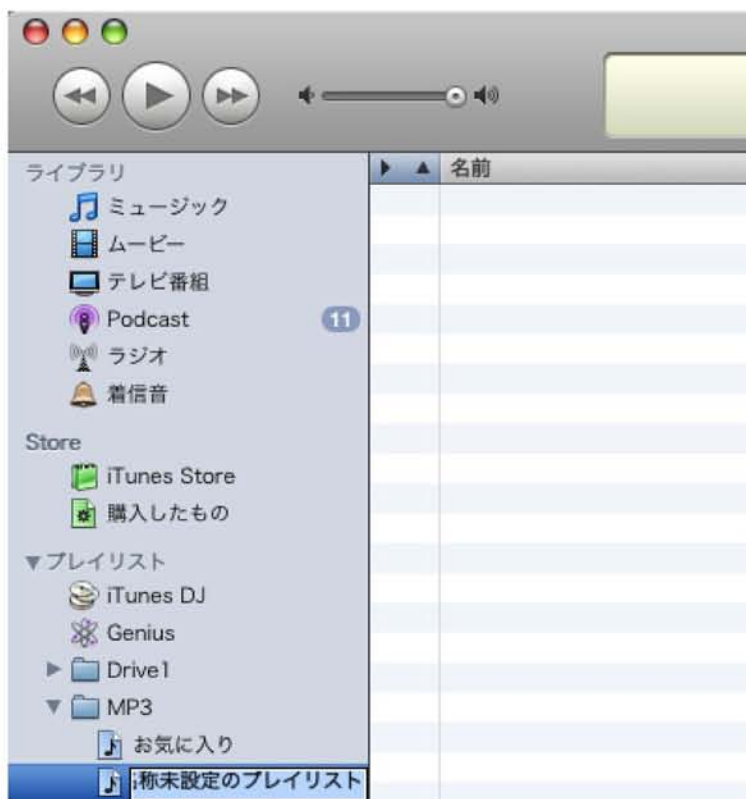 ライブラリ
ミュージック
ムービー
テレビ番組
Podcast 11
ラジオ
着信音
Store
iTunes Store
購入したもの
プレイリスト
iTunes DJ
Genius
Drive1
MP3
お気に入り
称未設定のプレイリスト
名前